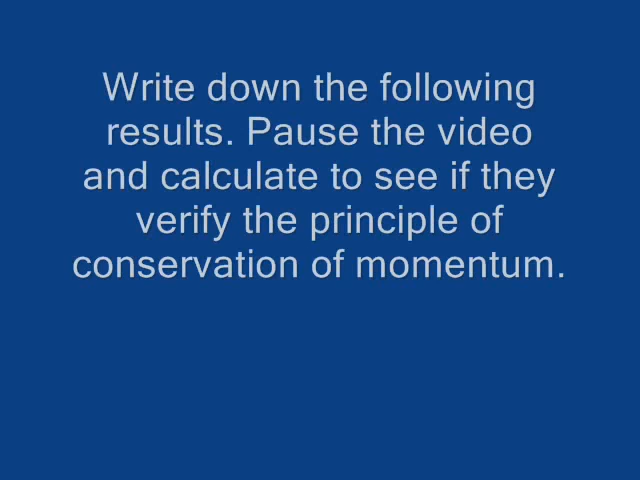 Write down the following
results. Pause the video
and calculate to see if they
verify the principle of
conservation of momentum.